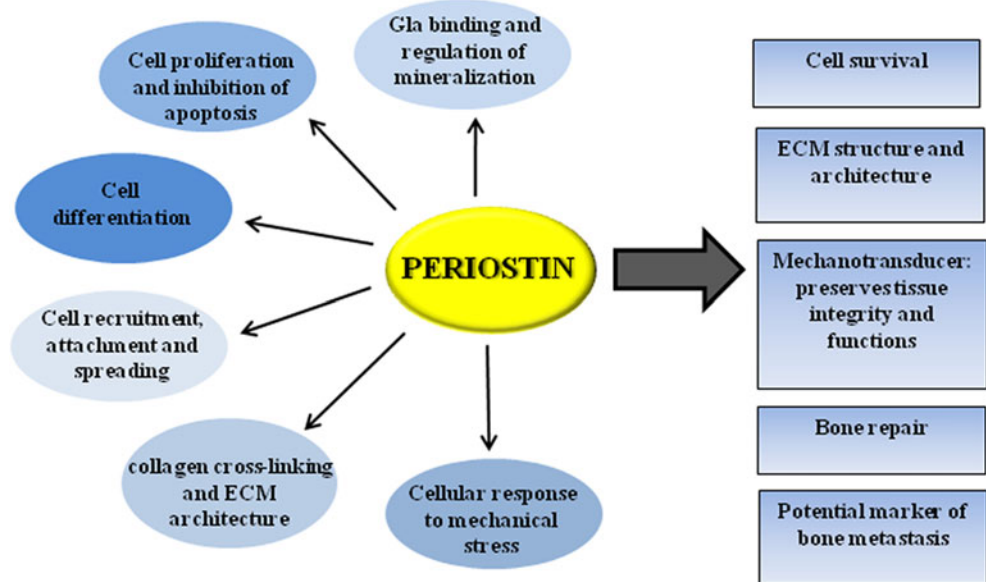 Gla binding and
regulation of
mineralization
Cell proliferation
and inhibition of
apoptosis
Cell
differentiation
Cell recruitment,
attachment and
spreading
collagen cross-linking
and ECM
architecture
Cellular response
to mechanical
stress
PERIOSTIN
Cell survival
ECM structure and
architecture
Mechanotransducer:
preserves tissue
integrity and
functions
Bone repair
Potential marker of
bone metastasis